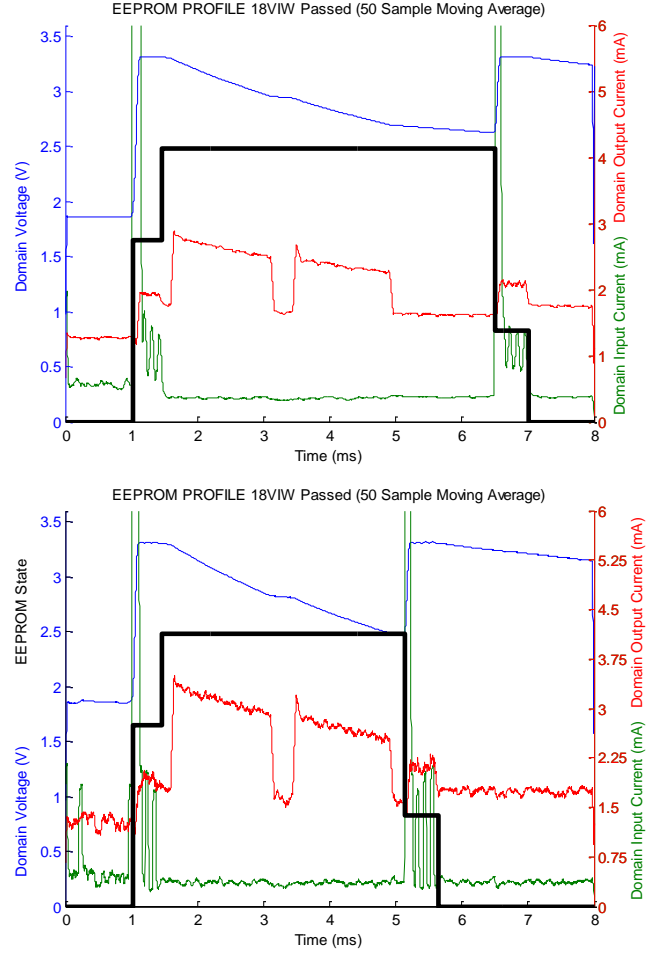 EEPROM PROFILE 18VIW Passed (50 Sample Moving Average)
Domain Voltage (V)
3.5
3
2.5
2
1.5
1
0.5
0
0 1 2 3 4 5 6 7 8
Time (ms)
6
5
4
3
2
1
0
Domain Output Current (mA)
Domain Input Current (mA)
EEPROM PROFILE 18VIW Passed (50 Sample Moving Average)
EEPROM State
Domain Voltage (V)
3.5
3
2.5
2
1.5
1
0.5
0
0 1 2 3 4 5 6 7 8
Time (ms)
6
5.25
4.5
3.75
3
2.25
1.5
0.75
0
Domain Output Current (mA)
Domain Input Current (mA)